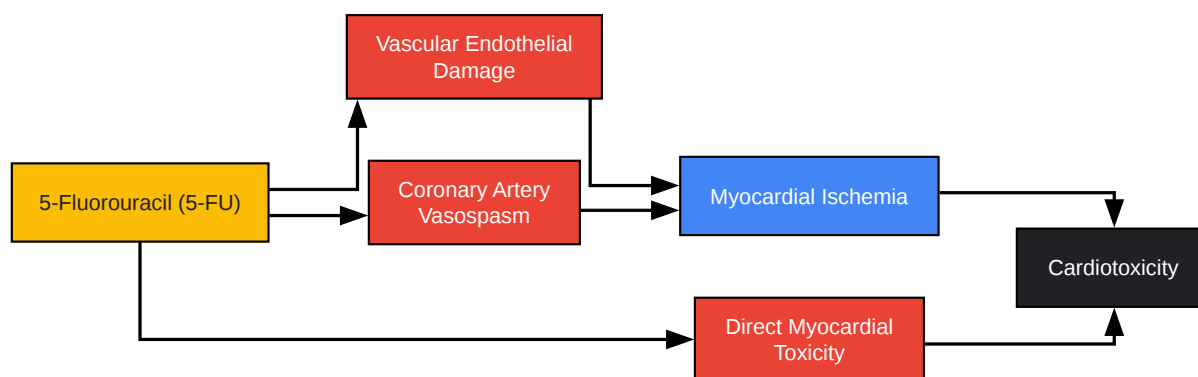 Vascular Endothelial
Damage
5-Fluorouracil (5-FU)
Coronary Artery
Vasospasm
Myocardial Ischemia
Cardiotoxicity
Direct Myocardial
Toxicity